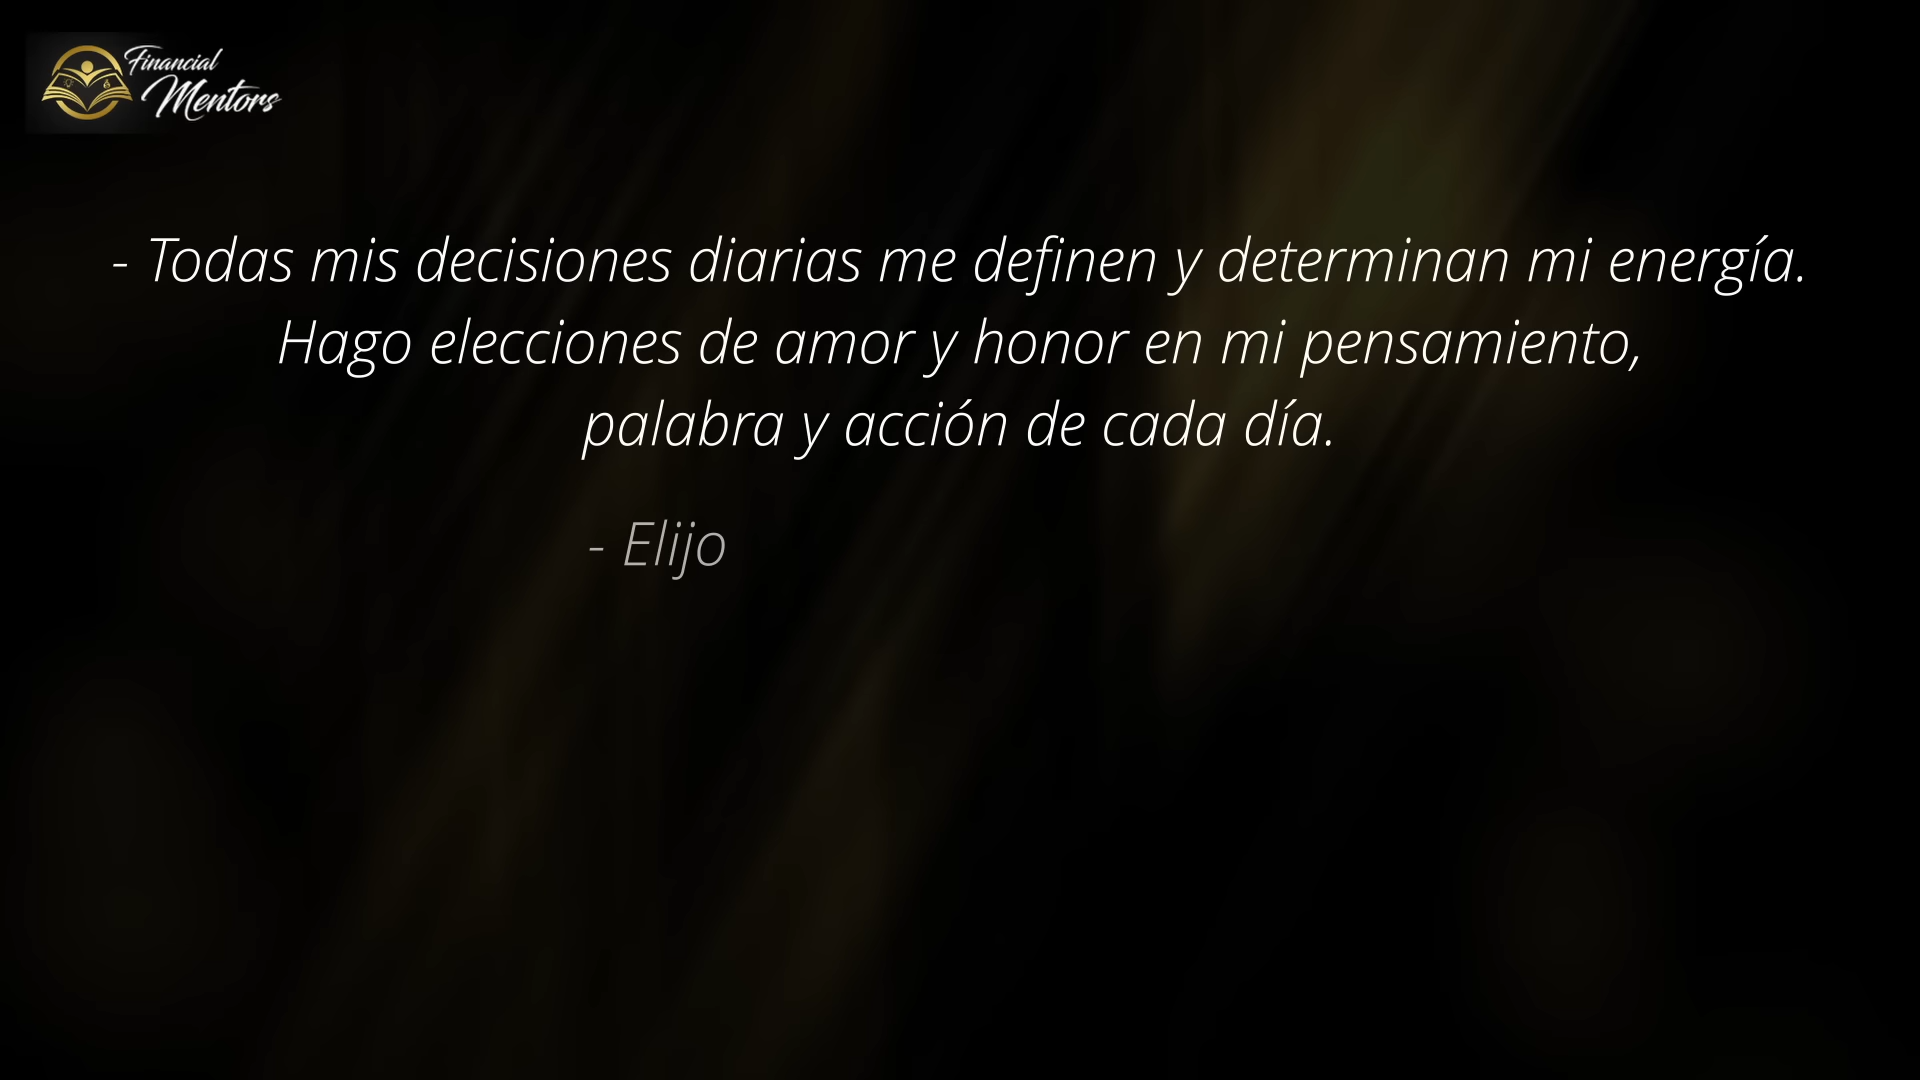 Financial
Mentors
- Todas mis decisiones diarias me definen y determinan mi energía.
Hago elecciones de amor y honor en mi pensamiento,
palabra y acción de cada día.
- Elijo